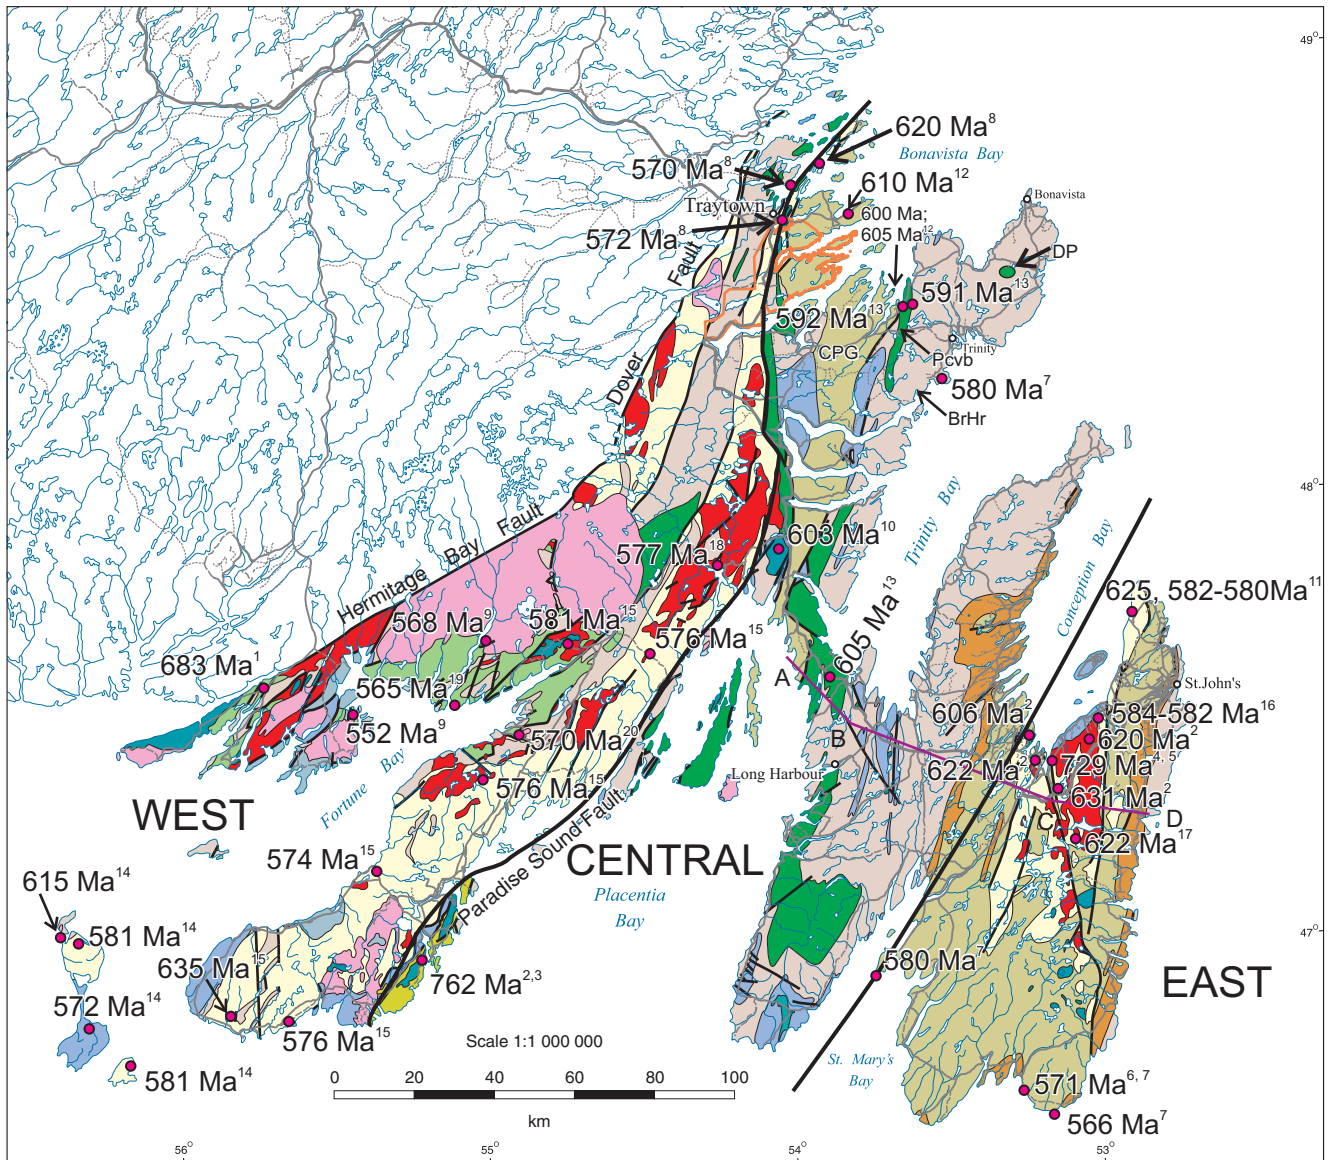 49°
620 Ma⁸
Bonavista Bay
570 Ma⁸
610 Ma¹²
Traytown
600 Ma;
605 Ma¹²
Bonavista
572 Ma⁸
DP
Fault
591 Ma¹³
592 Ma¹³
Trinity
CPG
Pcvb
580 Ma⁷
Dover
BrHr
48°
Hermitage Bay Fault
Trinity Bay
Conception Bay
577 Ma¹⁸
603 Ma¹⁰
625, 582-580Ma¹¹
568 Ma⁹
581 Ma¹⁵
576 Ma¹⁵
605 Ma¹³
683 Ma¹
A
St.John's
565 Ma¹⁹
552 Ma⁹
606 Ma²
584-582 Ma¹⁶
570 Ma²⁰
B
620 Ma²
622 Ma²
729 Ma⁴,⁵
Long Harbour
576 Ma¹⁵
631 Ma²
Fortune Bay
WEST
C
D
622 Ma¹⁷
Paradise Sound Fault
CENTRAL
574 Ma¹⁵
Placentia
Bay
615 Ma¹⁴
581 Ma¹⁴
47°
635 Ma¹⁵
580 Ma⁷
762 Ma²,³
EAST
572 Ma¹⁴
576 Ma¹⁵
Scale 1:1 000 000
St. Mary's
Bay
581 Ma¹⁴
571 Ma⁶,⁷
0 20 40 60 80 100
km
566 Ma⁷
56° 55° 54° 53°